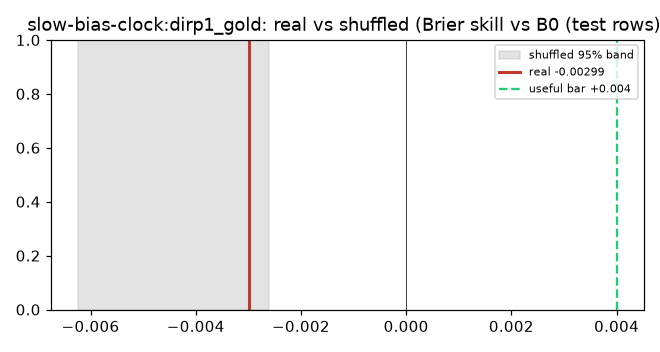 slow-bias-clock:dirp1_gold: real vs shuffled (Brier skill vs B0 (test rows)
shuffled 95% band
real -0.00299
useful bar +0.004
1.0
0.8
0.6
0.4
0.2
0.0
−0.006 −0.004 −0.002 0.000 0.002 0.004